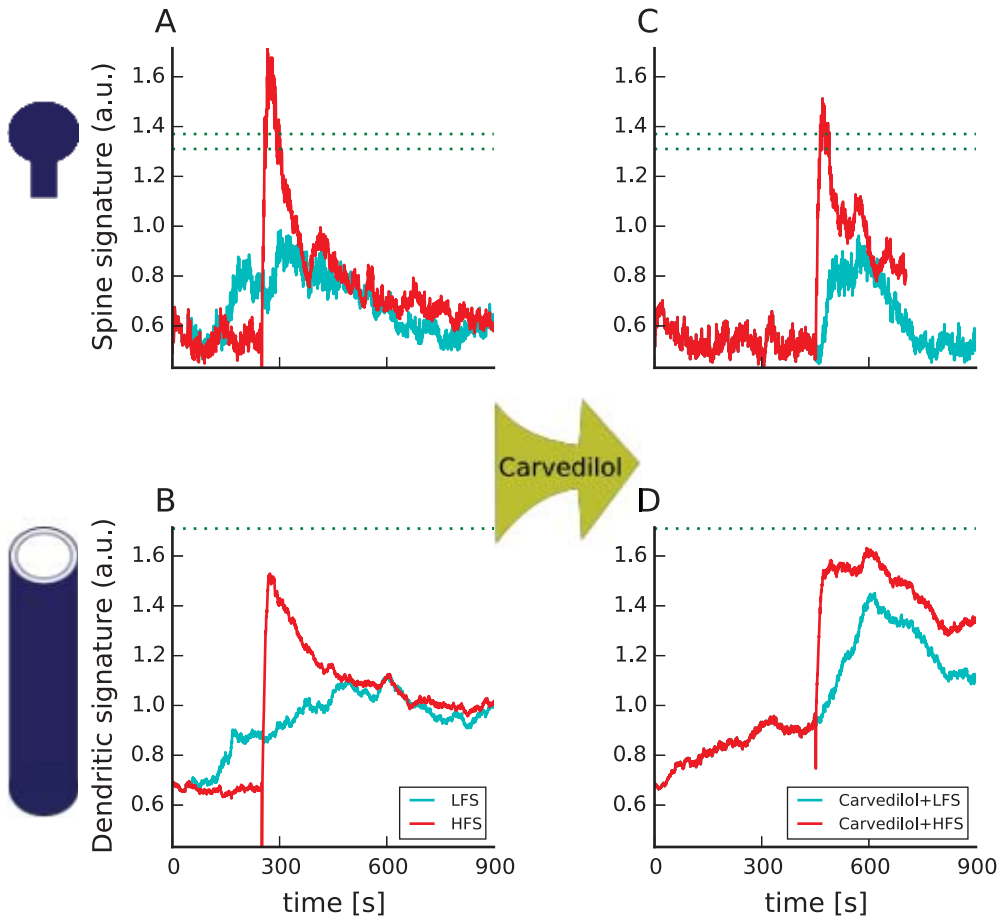 A
Spine signature (a.u.)
1.6
1.4
1.2
1.0
0.8
0.6
C
1.6
1.4
1.2
1.0
0.8
0.6
Carvedilol
B
Dendritic signature (a.u.)
1.6
1.4
1.2
1.0
0.8
0.6
LFS
HFS
0 300 600 900
time [s]
D
1.6
1.4
1.2
1.0
0.8
0.6
Carvedilol+LFS
Carvedilol+HFS
0 300 600 900
time [s]